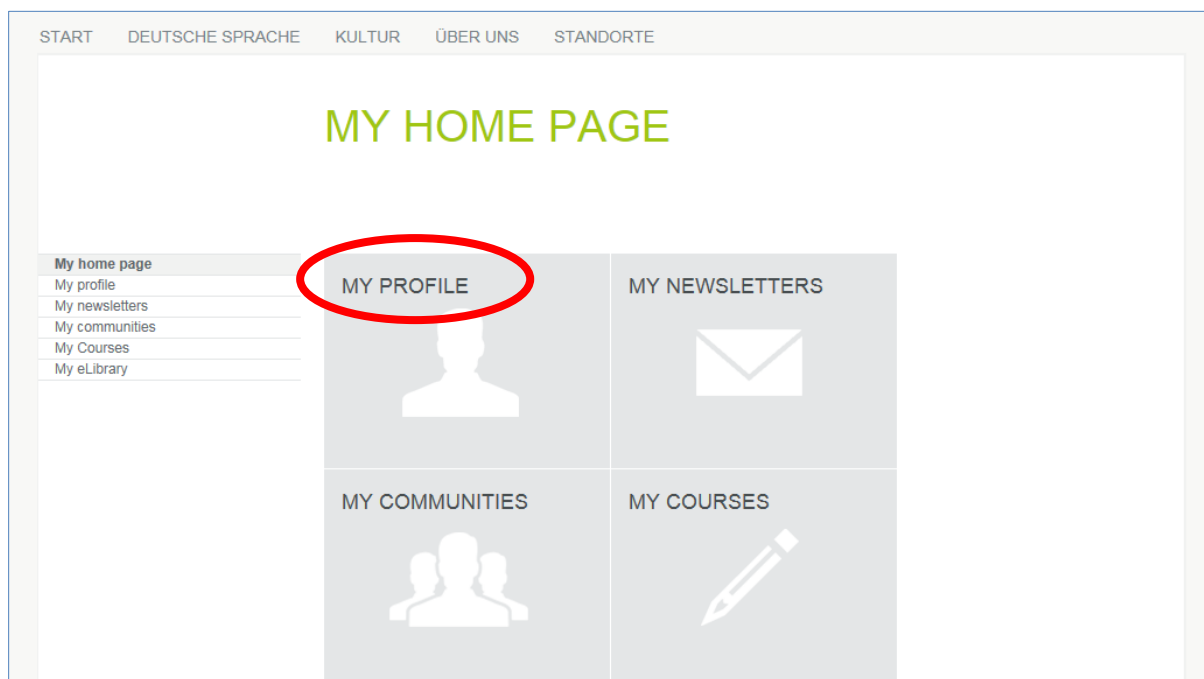 START DEUTSCHE SPRACHE KULTUR ÜBER UNS STANDORTE
MY HOME PAGE
My home page
My profile
My newsletters
My communities
My Courses
My eLibrary
MY PROFILE
MY NEWSLETTERS
MY COMMUNITIES
MY COURSES